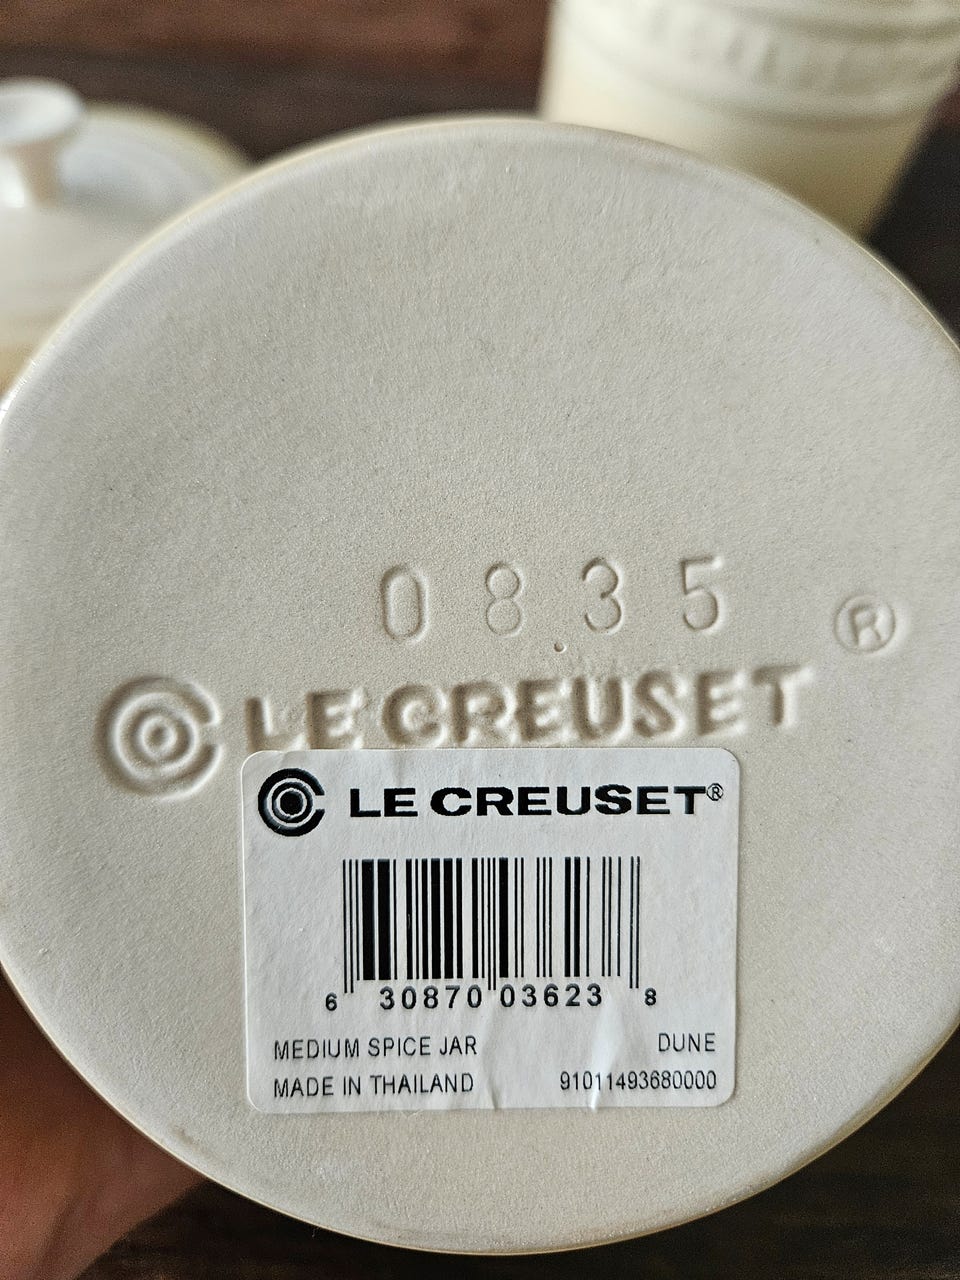 0835
®
LE CREUSET
LE CREUSET®
6 30870 03623 8
MEDIUM SPICE JAR DUNE
MADE IN THAILAND 91011493680000